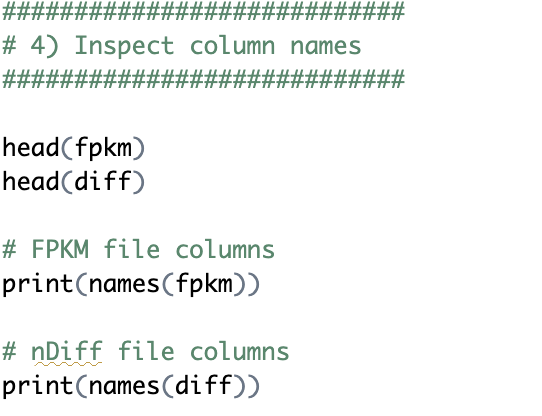 ############################
# 4) Inspect column names
############################
head(fpkm)
head(diff)
# FPKM file columns
print(names(fpkm))
# nDiff file columns
print(names(diff))